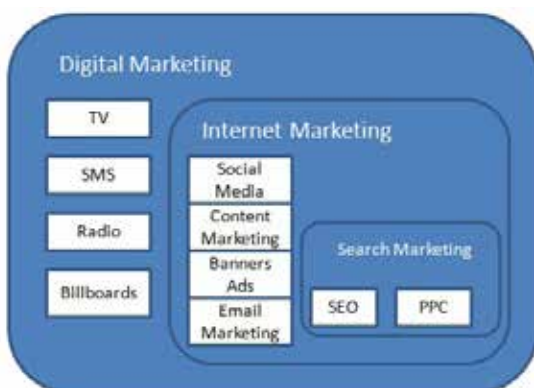 Digital Marketing
TV
SMS
Radio
Billboards
Internet Marketing
Social
Media
Content
Marketing
Banners
Ads
Email
Marketing
Search Marketing
SEO
PPC